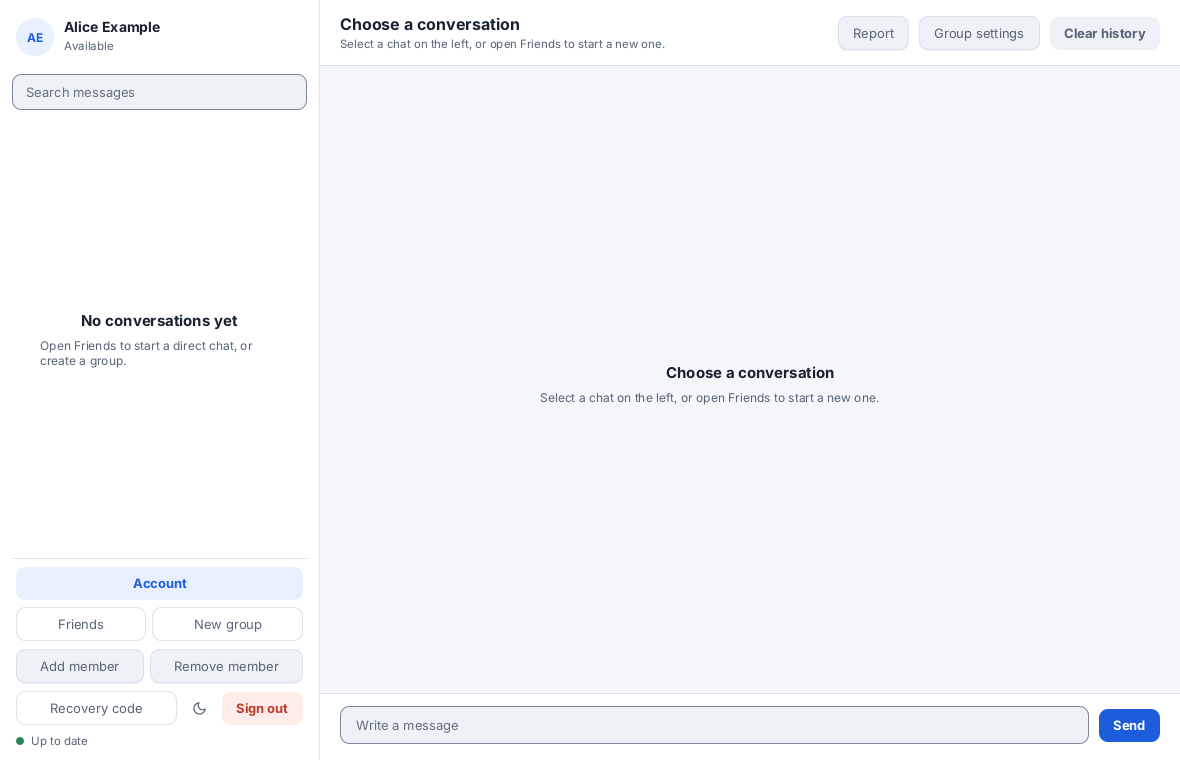 AE
Alice Example
Available
Search messages
No conversations yet
Open Friends to start a direct chat, or
create a group.
Account
Friends
New group
Add member
Remove member
Recovery code
Sign out
Up to date
Choose a conversation
Select a chat on the left, or open Friends to start a new one.
Report
Group settings
Clear history
Choose a conversation
Select a chat on the left, or open Friends to start a new one.
Write a message
Send